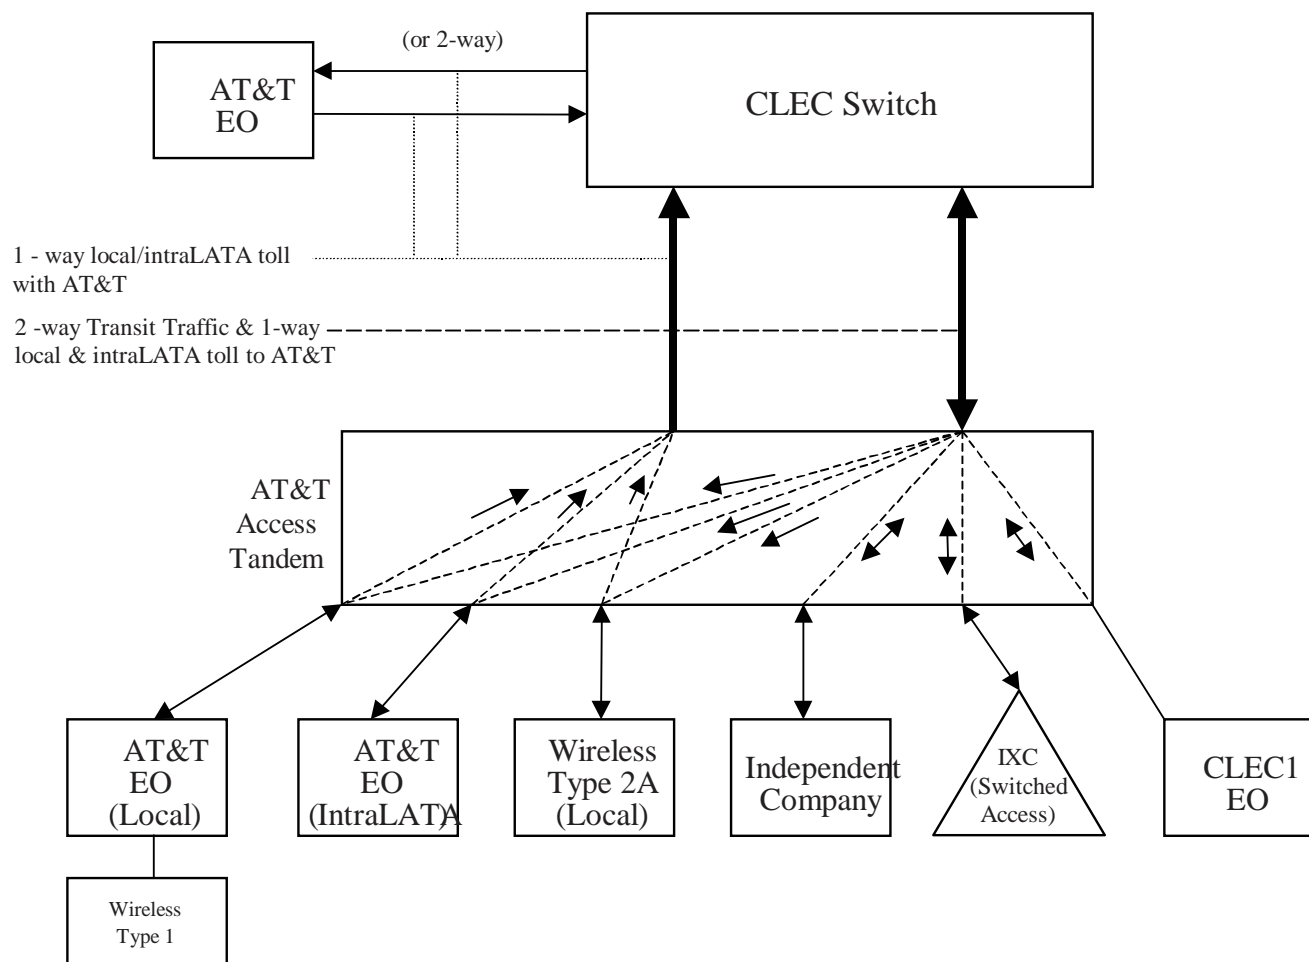 (or 2-way)
AT&T
EO
CLEC Switch
1 - way local/intraLATA toll
with AT&T
2 -way Transit Traffic & 1-way
local & intraLATA toll to AT&T
AT&T
Access
Tandem
AT&T
EO
(Local)
AT&T
EO
(IntraLAT)A
Wireless
Type 2A
(Local)
Independent
Company
IXC
(Switched
Access)
CLEC1
EO
Wireless
Type 1